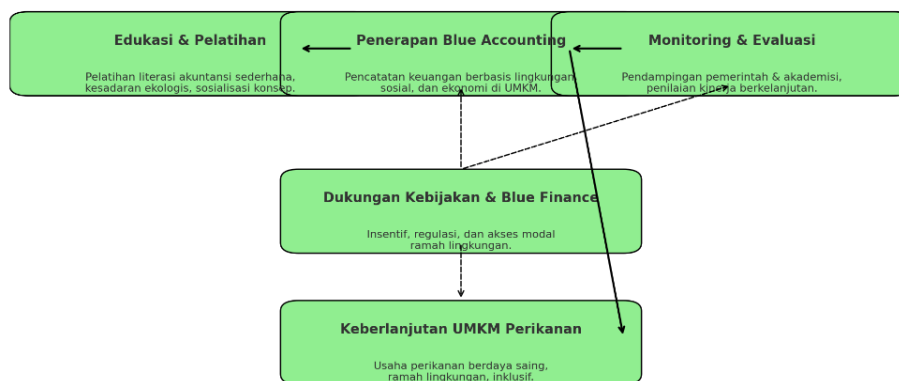 Edukasi & Pelatihan
Pelatihan literasi akuntansi sederhana,
kesadaran ekologis, sosialisasi konsep.
Penerapan Blue Accounting
Pencatatan keuangan berbasis lingkungan
sosial, dan ekonomi di UMKM.
Monitoring & Evaluasi
Pendampingan pemerintah & akademisi,
penilaian kinerja berkelanjutan.
Dukungan Kebijakan & Blue Finance
Insentif, regulasi, dan akses modal
ramah lingkungan.
Keberlanjutan UMKM Perikanan
Usaha perikanan berdaya saing,
ramah lingkungan, inklusif.